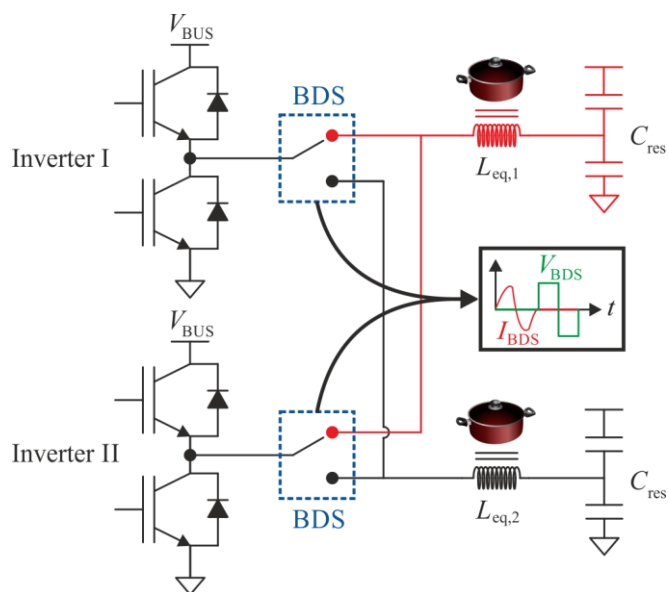 V_BUS
BDS
Inverter I
L_eq,1
C_res
V_BDS
t
I_BDS
V_BUS
Inverter II
BDS
L_eq,2
C_res